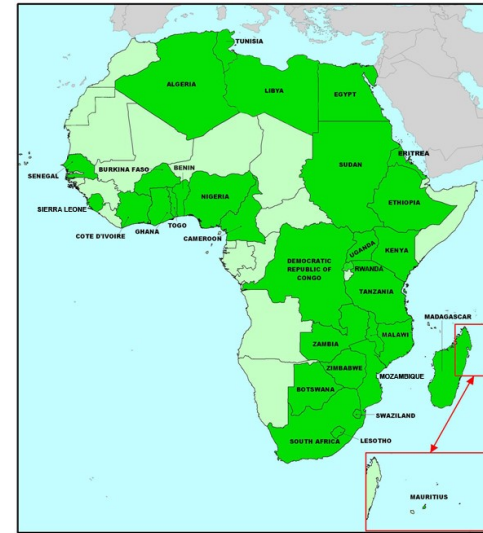 TUNISIA
ALGERIA
LIBYA
EGYPT
SENEGAL
BURKINA FASO
BENIN
NIGERIA
SUDAN
ERITREA
ETHIOPIA
SIERRA LEONE
COTE D'IVOIRE
GHANA
TOGO
CAMEROON
UGANDA
KENYA
DEMOCRATIC
REPUBLIC OF
CONGO
RWANDA
TANZANIA
MADAGASCAR
ZAMBIA
MALAWI
ZIMBABWE
MOZAMBIQUE
BOTSWANA
SWAZILAND
SOUTH AFRICA
LESOTHO
MAURITIUS